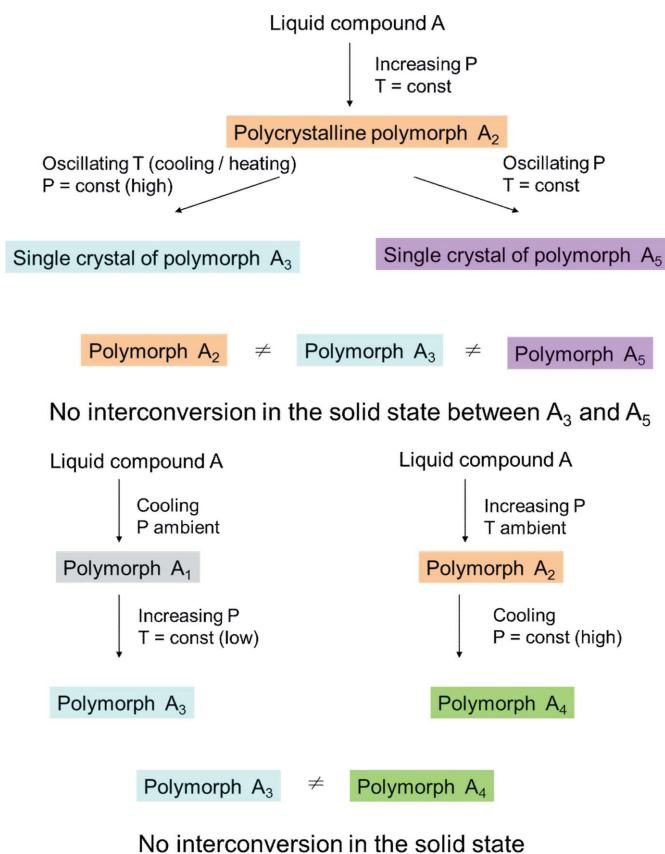 Liquid compound A
Increasing P
T = const
Polycrystalline polymorph A₂
Oscillating T (cooling / heating)
P = const (high)
Oscillating P
T = const
Single crystal of polymorph A₃
Single crystal of polymorph A₅
Polymorph A₂ ≠ Polymorph A₃ ≠ Polymorph A₅
No interconversion in the solid state between A₃ and A₅
Liquid compound A
Cooling
P ambient
Polymorph A₁
Increasing P
T = const (low)
Polymorph A₃
Liquid compound A
Increasing P
T ambient
Polymorph A₂
Cooling
P = const (high)
Polymorph A₄
Polymorph A₃ ≠ Polymorph A₄
No interconversion in the solid state